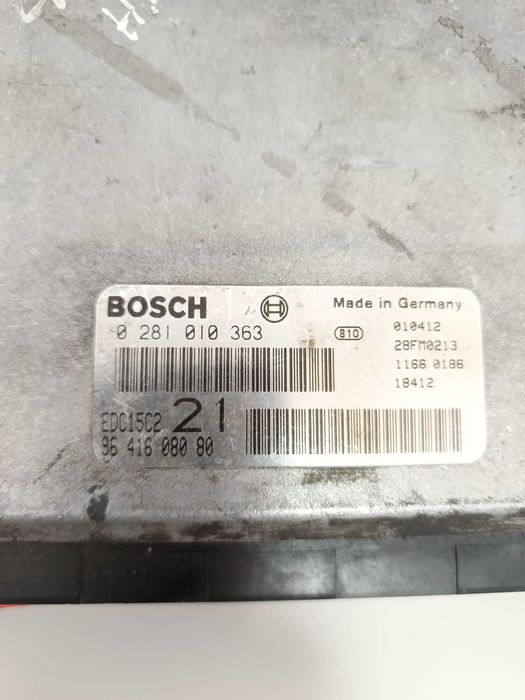 BOSCH
Made in Germany
0 281 010 363
810
010412
28FM0213
1166 0186
18412
EDC15C2 21
96 416 080 80